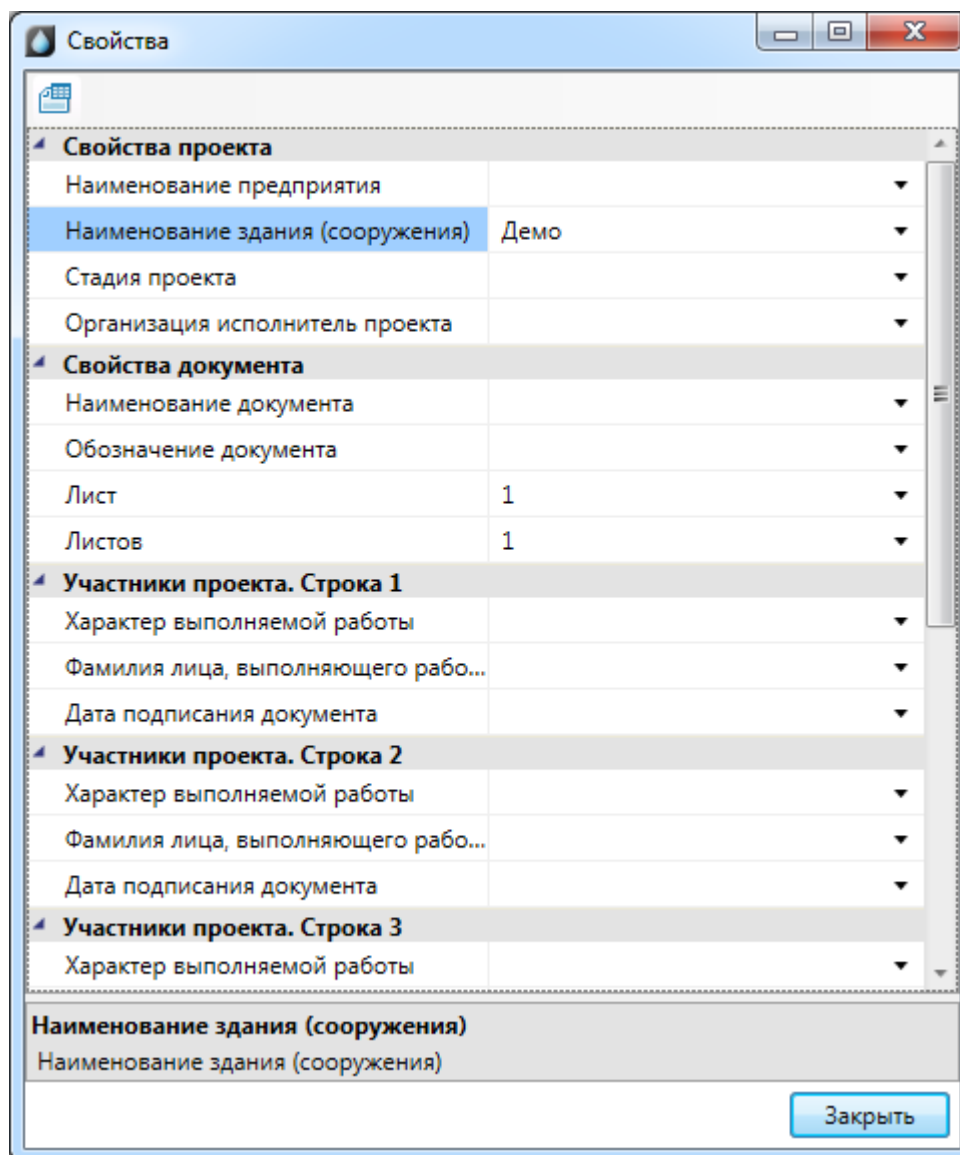 Свойства
Свойства проекта
Наименование предприятия
Наименование здания (сооружения) Демо
Стадия проекта
Организация исполнитель проекта
Свойства документа
Наименование документа
Обозначение документа
Лист 1
Листов 1
Участники проекта. Строка 1
Характер выполняемой работы
Фамилия лица, выполняющего рабо...
Дата подписания документа
Участники проекта. Строка 2
Характер выполняемой работы
Фамилия лица, выполняющего рабо...
Дата подписания документа
Участники проекта. Строка 3
Характер выполняемой работы
Наименование здания (сооружения)
Наименование здания (сооружения)
Закрыть